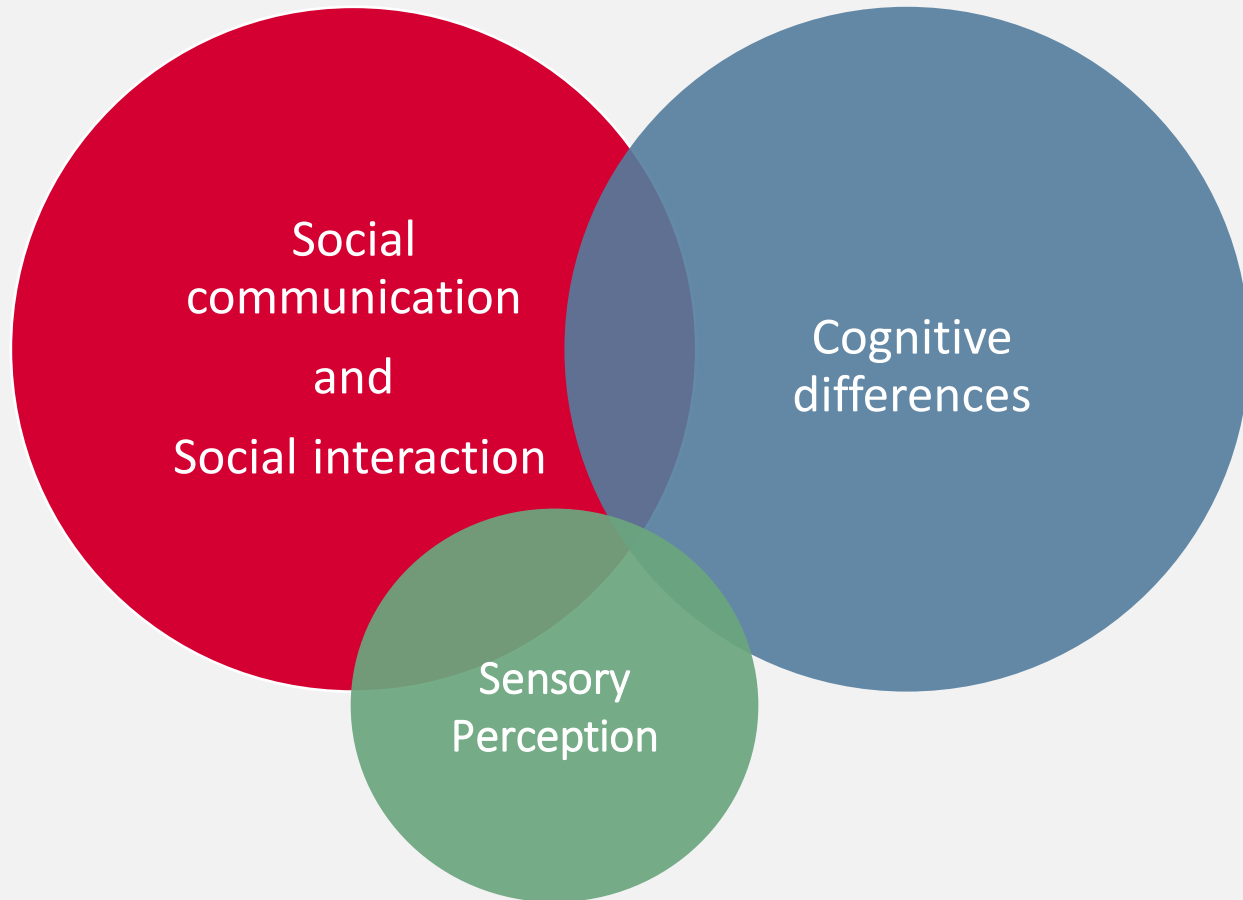 Social
communication
and
Social interaction
Cognitive
differences
Sensory
Perception